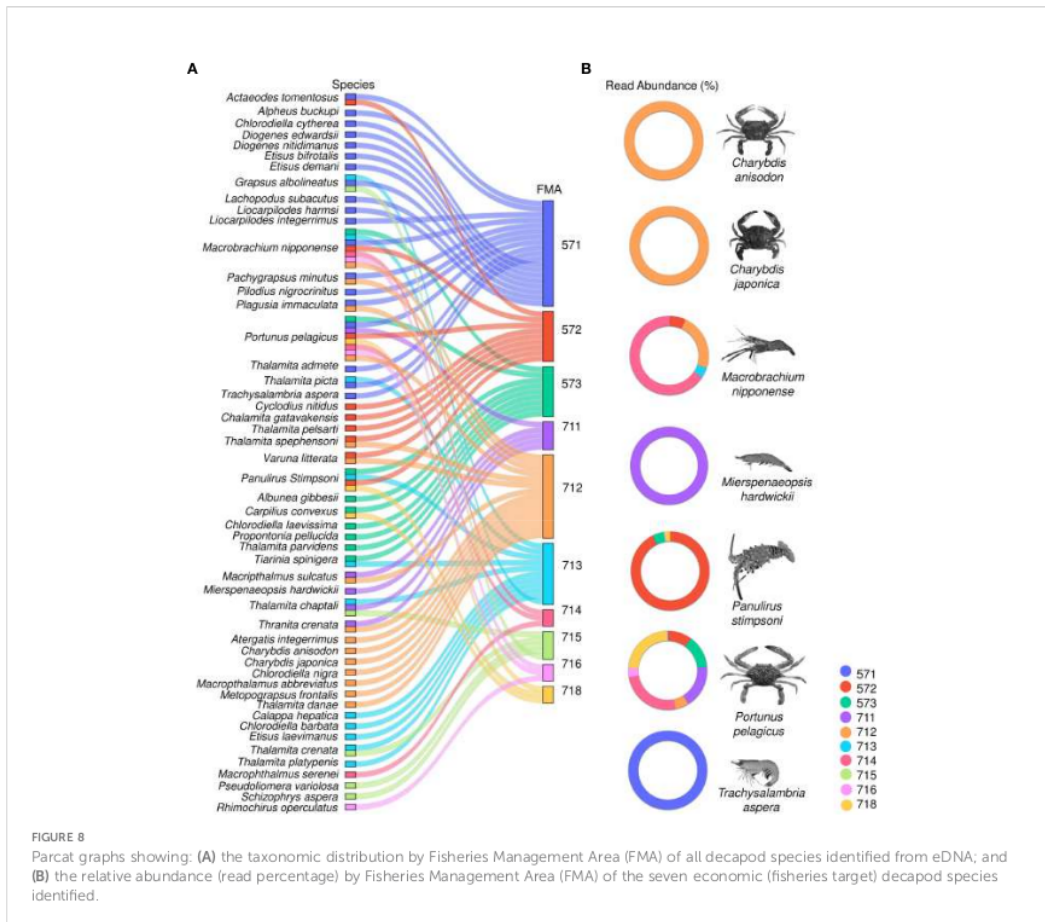 A
B
Species
Read Abundance (%)
Actaeodes tomentosus
Alpheus buckupi
Chlorodiella cytherea
Diogenes edwardsii
Diogenes nitidimanus
Etisus bifrotalis
Etisus demani
Grapsus albolineatus
Lachopodus subacutus
Liocarpilodes harmsi
Liocarpilodes integerrimus
Macrobrachium nipponense
Pachygrapsus minutus
Pilodius nigrocrinitus
Plagusia immaculata
Portunus pelagicus
Thalamita admete
Thalamita picta
Trachysalambria aspera
Cyclodius nitidus
Chalamita gatavakensis
Thalamita pelsarti
Thalamita spephensoni
Varuna litterata
Panulirus Stimpsoni
Albunea gibbesii
Carpilius convexus
Chlorodiella laevissima
Propontonia pellucida
Thalamita parvidens
Tiarinia spinigera
Macripthalmus sulcatus
Mierspenaeopsis hardwickii
Thalamita chaptali
Thranita crenata
Atergatis integerrimus
Charybdis anisodon
Charybdis japonica
Chlorodiella nigra
Macropthalamus abbreviatus
Metopograpsus frontalis
Thalamita danae
Calappa hepatica
Chlorodiella barbata
Etisus laevimanus
Thalamita crenata
Thalamita platypenis
Macrophthalmus serenei
Pseudoliomera variolosa
Schizophrys aspera
Rhimochirus operculatus
FMA
571
572
573
711
712
713
714
715
716
718
Charybdis
anisodon
Charybdis
japonica
Macrobrachium
nipponense
Mierspenaeopsis
hardwickii
Panulirus
stimpsoni
Portunus
pelagicus
Trachysalambria
aspera
571
572
573
711
712
713
714
715
716
718
FIGURE 8
Parcat graphs showing: (A) the taxonomic distribution by Fisheries Management Area (FMA) of all decapod species identified from eDNA; and
(B) the relative abundance (read percentage) by Fisheries Management Area (FMA) of the seven economic (fisheries target) decapod species
identified.